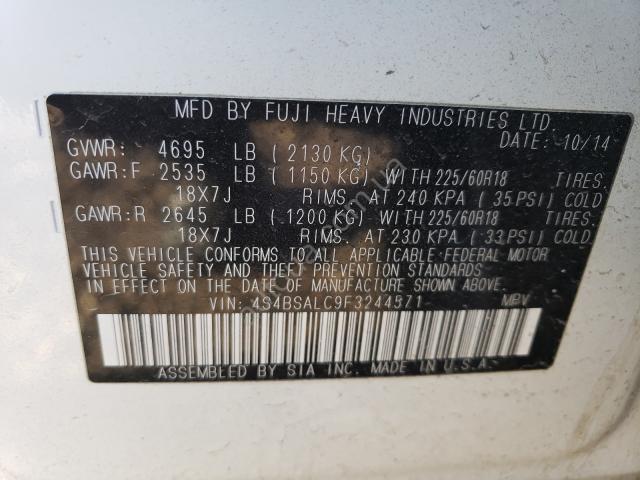 MFD BY FUJI HEAVY INDUSTRIES LTD.
DATE: 10/14
GVWR: 4695 LB ( 2130 KG)
GAWR:F 2535 LB ( 1150 KG) WITH 225/60R18 TIRES.
18X7J RIMS. AT 240 KPA ( 35 PSI) COLD
GAWR:R 2645 LB ( 1200 KG) WITH 225/60R18 TIRES.
18X7J RIMS. AT 230 KPA ( 33 PSI) COLD.
THIS VEHICLE CONFORMS TO ALL APPLICABLE FEDERAL MOTOR
VEHICLE SAFETY AND THEFT PREVENTION STANDARDS
IN EFFECT ON THE DATE OF MANUFACTURE SHOWN ABOVE.
VIN: 4S4BSALC9F3244371 MPV
ASSEMBLED BY SIA INC. MADE IN U.S.A.